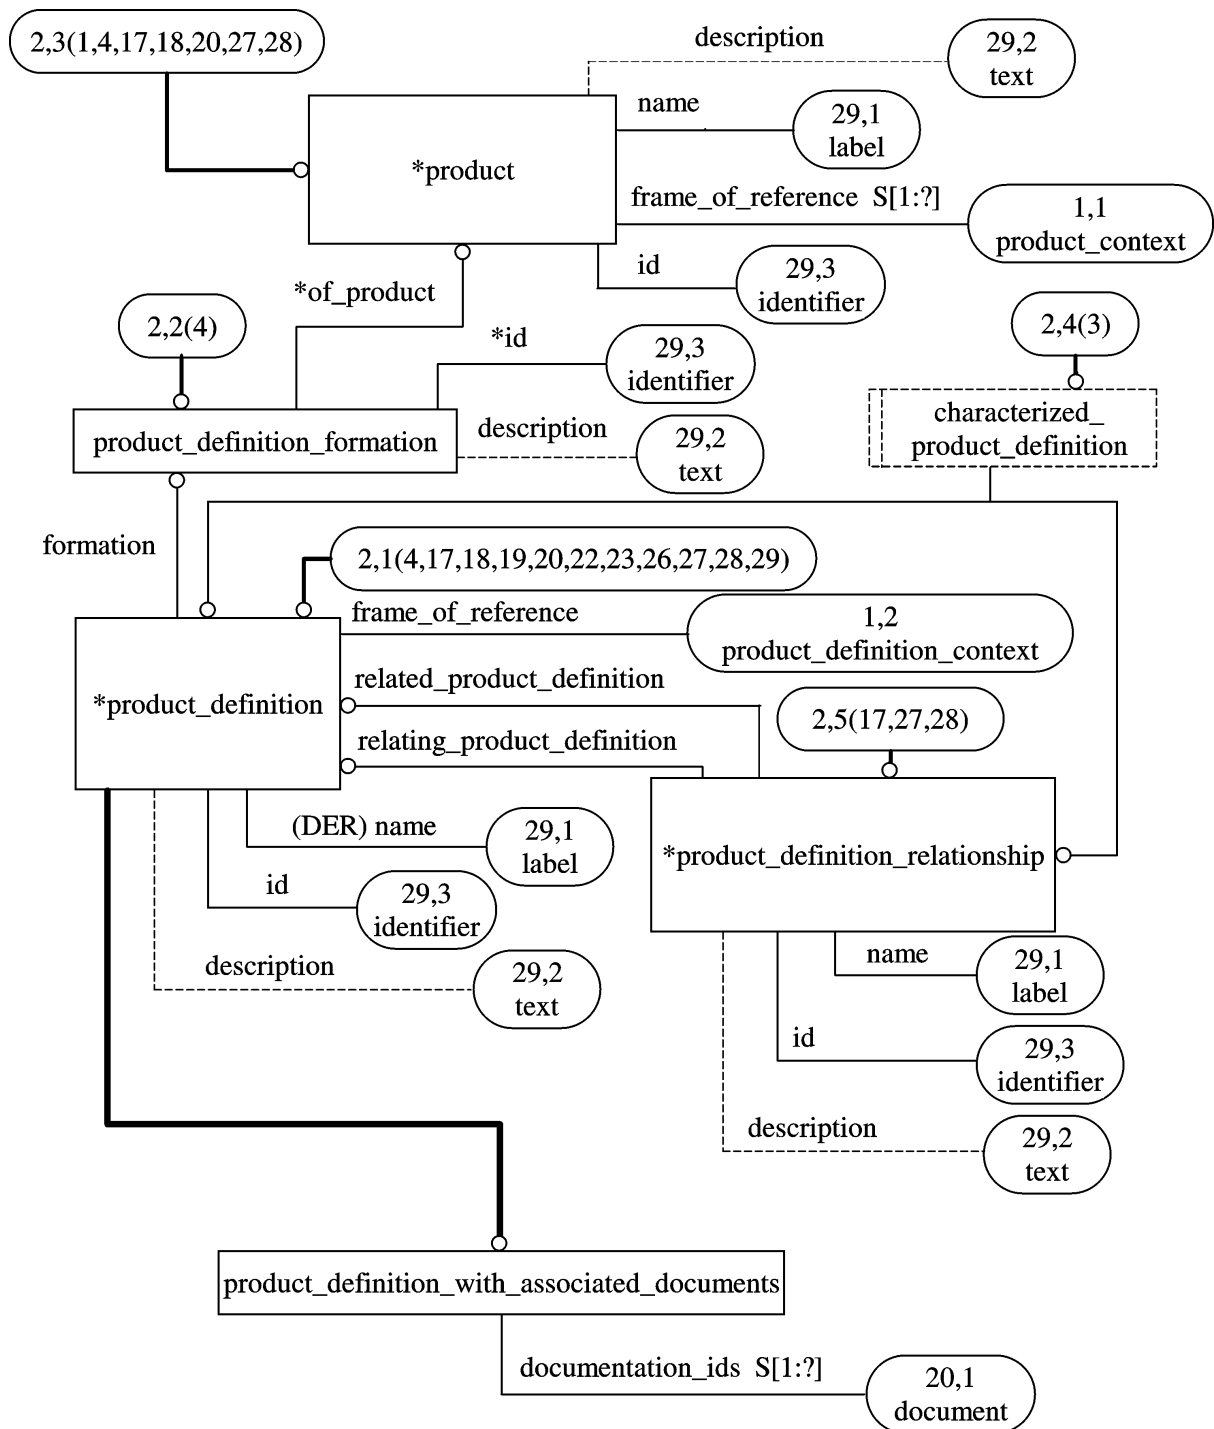 2,3(1,4,17,18,20,27,28)
description
29,2
text
name
29,1
label
*product
frame_of_reference S[1:?]
1,1
product_context
id
29,3
identifier
*of_product
2,2(4)
*id
29,3
identifier
2,4(3)
product_definition_formation
description
29,2
text
characterized_
product_definition
formation
2,1(4,17,18,19,20,22,23,26,27,28,29)
frame_of_reference
1,2
product_definition_context
*product_definition
related_product_definition
2,5(17,27,28)
relating_product_definition
(DER) name
29,1
label
*product_definition_relationship
id
29,3
identifier
description
29,2
text
name
29,1
label
id
29,3
identifier
description
29,2
text
product_definition_with_associated_documents
documentation_ids S[1:?]
20,1
document